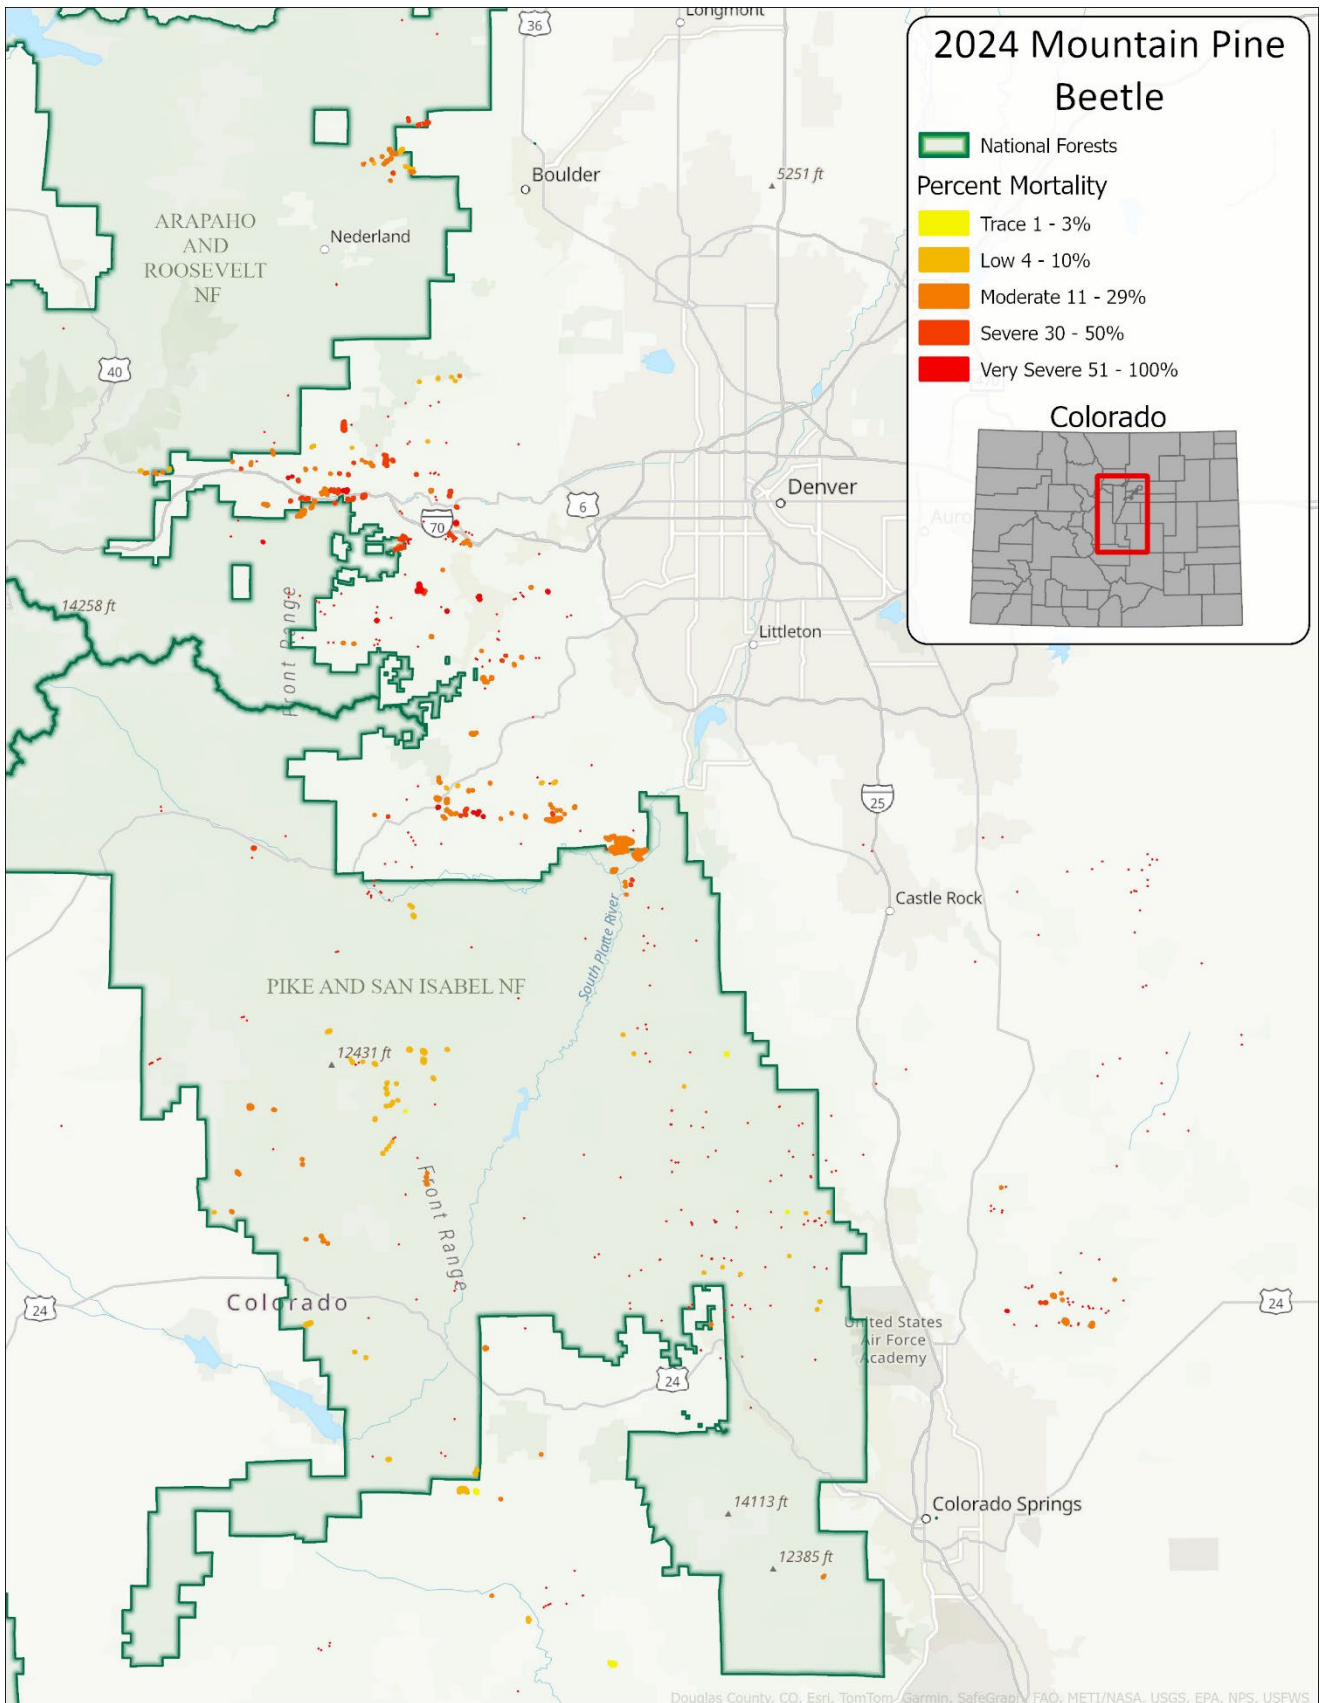 2024 Mountain Pine
Beetle
National Forests
Percent Mortality
Trace 1 - 3%
Low 4 - 10%
Moderate 11 - 29%
Severe 30 - 50%
Very Severe 51 - 100%
Colorado
Longmont
36
Boulder
5251 ft
ARAPAHO
AND
ROOSEVELT
NF
Nederland
40
Denver
6
70
Auro
14258 ft
Front Range
Littleton
25
Castle Rock
South Platte River
PIKE AND SAN ISABEL NF
12431 ft
Front Range
24
Colorado
24
United States
Air Force
Academy
24
14113 ft
Colorado Springs
12385 ft
Douglas County, CO, Esri, TomTom, Garmin, SafeGraph, FAO, METI/NASA, USGS, EPA, NPS, USFWS